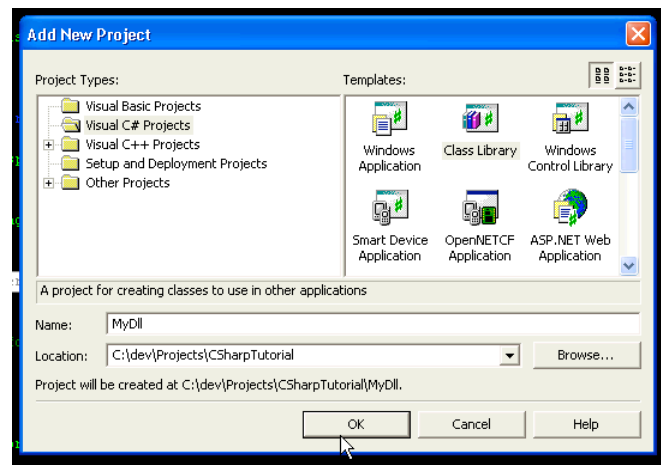 Add New Project
Project Types:
Templates:
Visual Basic Projects
Visual C# Projects
Visual C++ Projects
Setup and Deployment Projects
Other Projects
Windows Application
Class Library
Windows Control Library
Smart Device Application
OpenNETCF Application
ASP.NET Web Application
A project for creating classes to use in other applications
Name:
MyDll
Location:
C:\dev\Projects\CSharpTutorial
Browse...
Project will be created at C:\dev\Projects\CSharpTutorial\MyDll.
OK
Cancel
Help